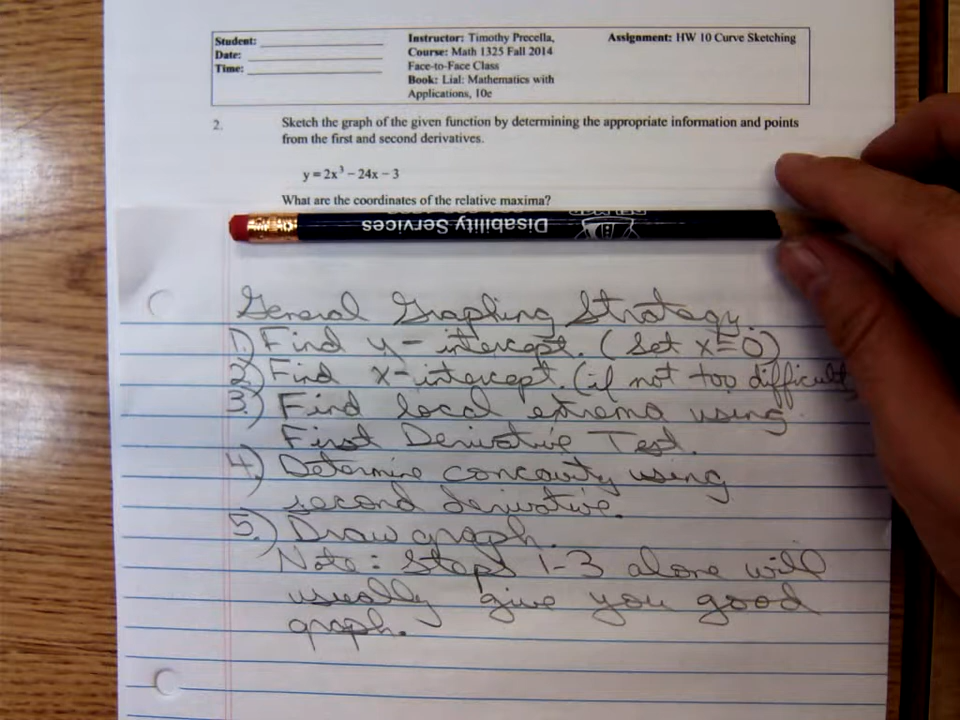 Student:
Date:
Time:
Instructor: Timothy Precella,
Course: Math 1325 Fall 2014
Face-to-Face Class
Book: Lial: Mathematics with
Applications, 10e
Assignment: HW 10 Curve Sketching
2. Sketch the graph of the given function by determining the appropriate information and points
from the first and second derivatives.
y = 2x³ − 24x − 3
What are the coordinates of the relative maxima?
Disability Services
General Graphing Strategy.
1.) Find y-intercept. (Set x=0)
2.) Find x-intercept. (if not too difficult
3.) Find local extrema using
First Derivative Test.
4.) Determine concavity using
second derivative.
5.) Draw graph.
Note: Steps 1-3 alone will
usually give you good
graph.